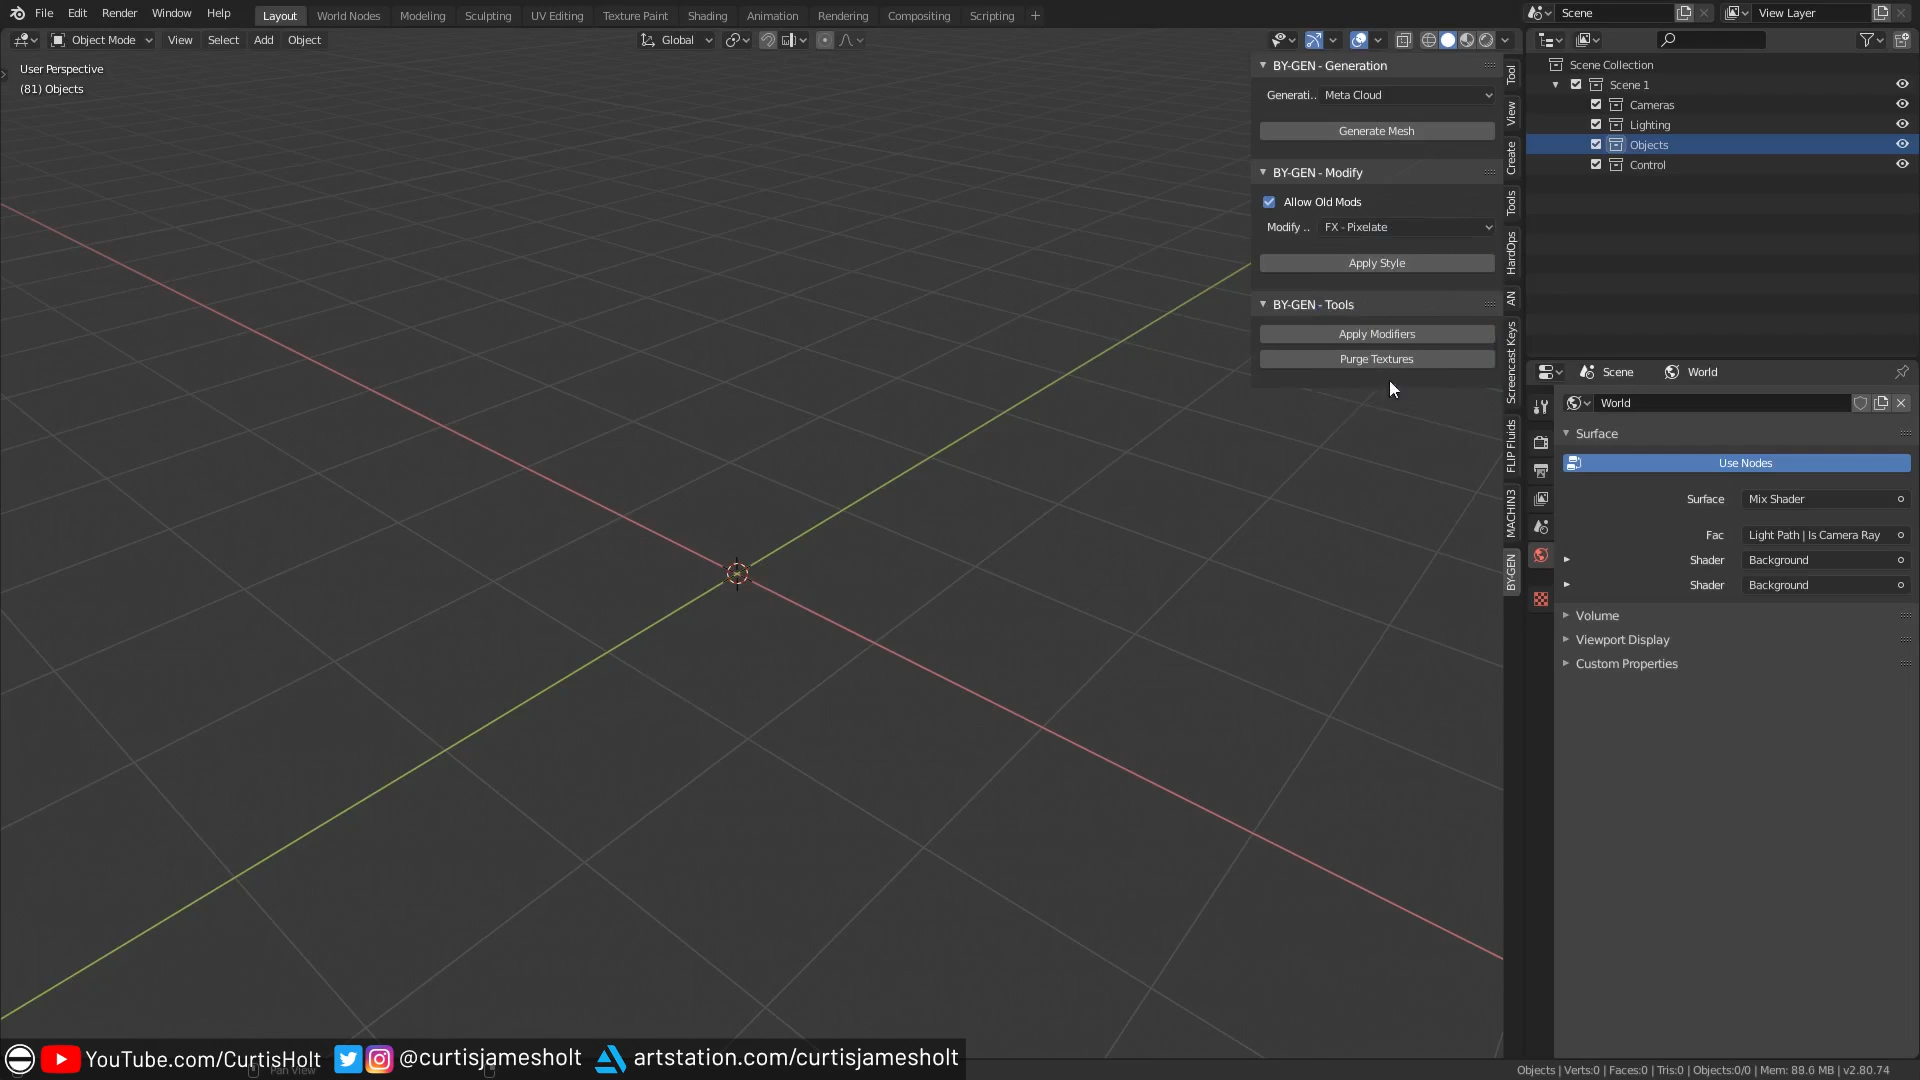 File Edit Render Window Help
Layout World Nodes Modeling Sculpting UV Editing Texture Paint Shading Animation Rendering Compositing Scripting +
Scene
View Layer
Object Mode View Select Add Object
Global
User Perspective
(81) Objects
BY-GEN - Generation
Generati.. Meta Cloud
Generate Mesh
BY-GEN - Modify
Allow Old Mods
Modify .. FX - Pixelate
Apply Style
BY-GEN - Tools
Apply Modifiers
Purge Textures
Tool
View
Create
Tools
HardOps
AN
Screencast Keys
FLIP Fluids
MACHIN3
BY-GEN
Scene Collection
Scene 1
Cameras
Lighting
Objects
Control
Scene World
World
Surface
Use Nodes
Surface Mix Shader
Fac Light Path | Is Camera Ray
Shader Background
Shader Background
Volume
Viewport Display
Custom Properties
YouTube.com/CurtisHolt @curtisjamesholt artstation.com/curtisjamesholt
Pan View
Objects | Verts:0 | Faces:0 | Tris:0 | Objects:0/0 | Mem: 88.6 MB | v2.80.74